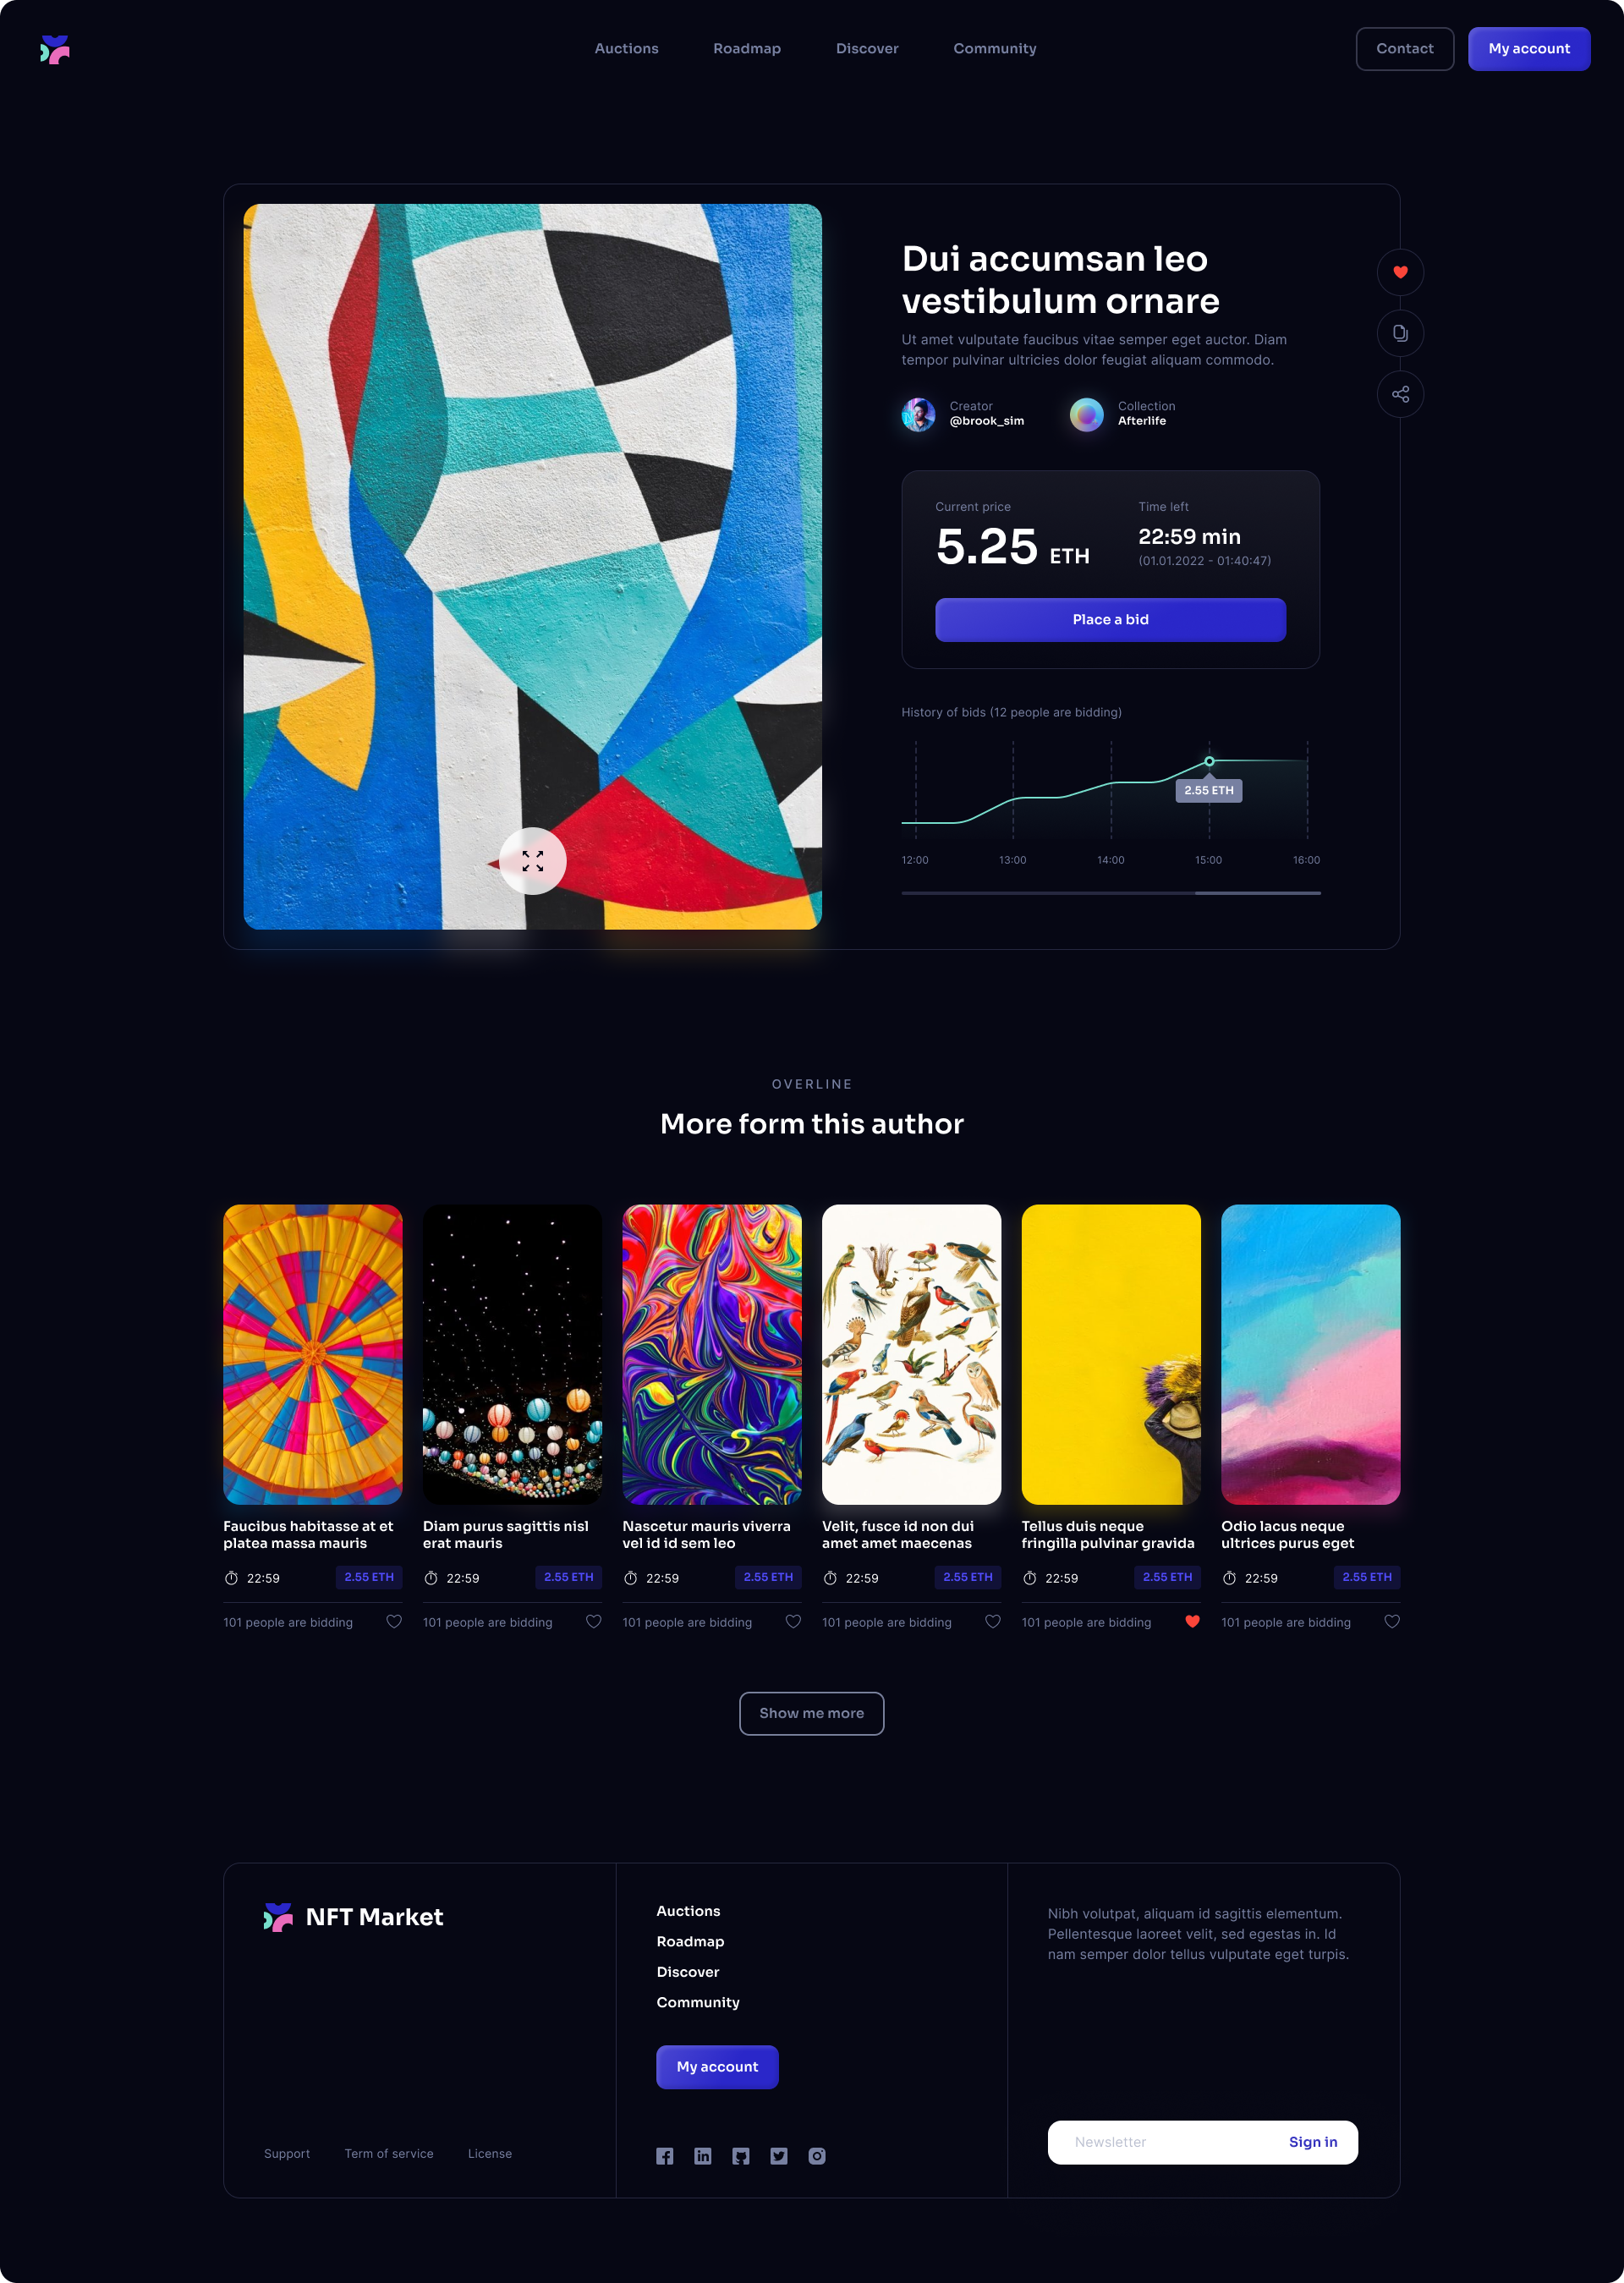 Auctions
Roadmap
Discover
Community
Contact
My account
Dui accumsan leo
vestibulum ornare
Ut amet vulputate faucibus vitae semper eget auctor. Diam
tempor pulvinar ultricies dolor feugiat aliquam commodo.
Creator
@brook_sim
Collection
Afterlife
Current price
5.25 ETH
Time left
22:59 min
(01.01.2022 - 01:40:47)
Place a bid
History of bids (12 people are bidding)
2.55 ETH
12:00
13:00
14:00
15:00
16:00
OVERLINE
More form this author
Faucibus habitasse at et
platea massa mauris
22:59
2.55 ETH
101 people are bidding
Diam purus sagittis nisl
erat mauris
22:59
2.55 ETH
101 people are bidding
Nascetur mauris viverra
vel id id sem leo
22:59
2.55 ETH
101 people are bidding
Velit, fusce id non dui
amet amet maecenas
22:59
2.55 ETH
101 people are bidding
Tellus duis neque
fringilla pulvinar gravida
22:59
2.55 ETH
101 people are bidding
Odio lacus neque
ultrices purus eget
22:59
2.55 ETH
101 people are bidding
Show me more
NFT Market
Support
Term of service
License
Auctions
Roadmap
Discover
Community
My account
Nibh volutpat, aliquam id sagittis elementum.
Pellentesque laoreet velit, sed egestas in. Id
nam semper dolor tellus vulputate eget turpis.
Newsletter
Sign in